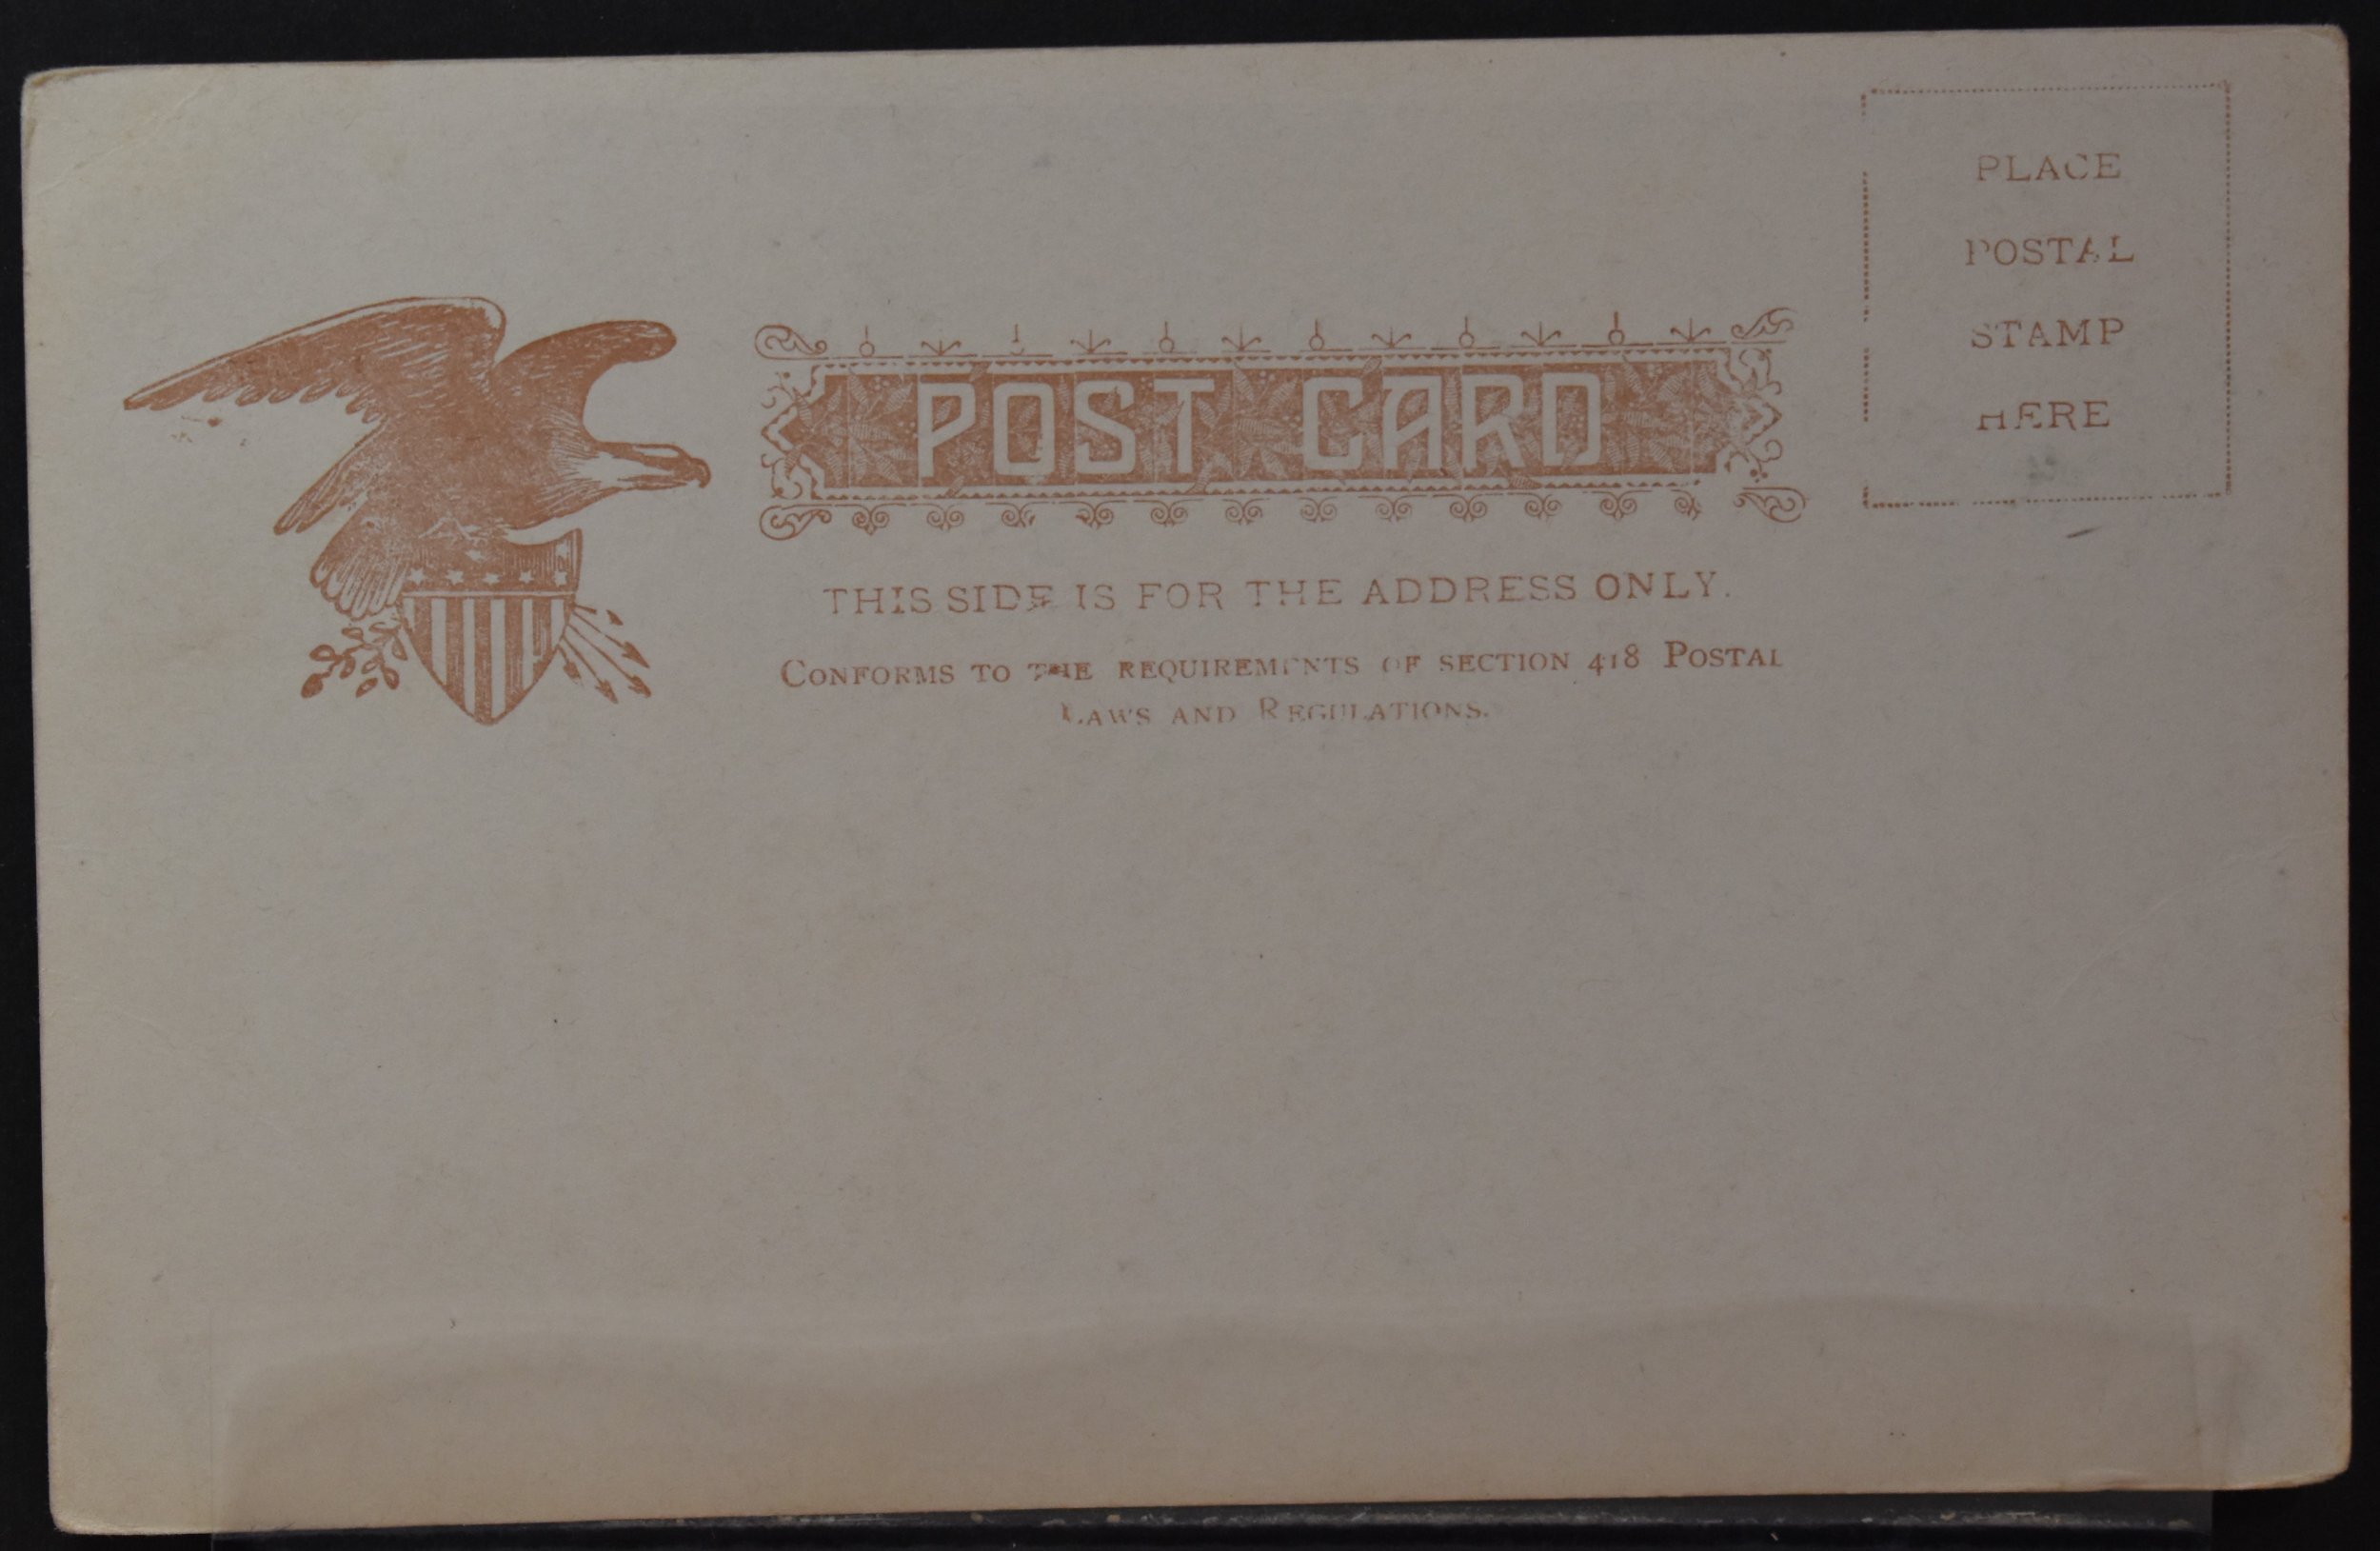 POST CARD
PLACE
POSTAL
STAMP
HERE
THIS SIDE IS FOR THE ADDRESS ONLY.
CONFORMS TO THE REQUIREMENTS OF SECTION 418 POSTAL
LAWS AND REGULATIONS.